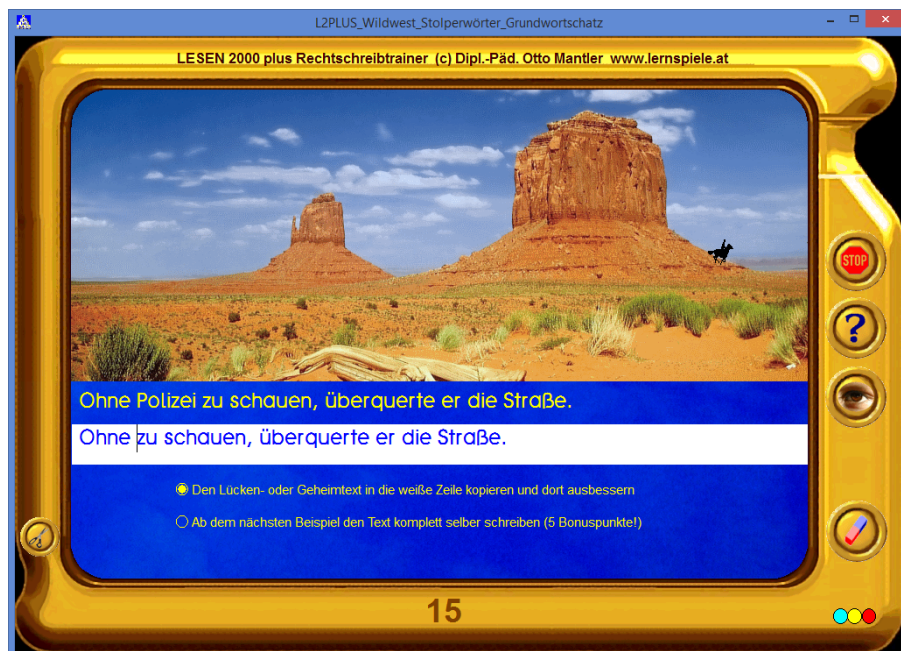 L2PLUS_Wildwest_Stolperwörter_Grundwortschatz
LESEN 2000 plus Rechtschreibtrainer (c) Dipl.-Päd. Otto Mantler www.lernspiele.at
STOP
?
Ohne Polizei zu schauen, überquerte er die Straße.
Ohne zu schauen, überquerte er die Straße.
Den Lücken- oder Geheimtext in die weiße Zeile kopieren und dort ausbessern
Ab dem nächsten Beispiel den Text komplett selber schreiben (5 Bonuspunkte!)
15